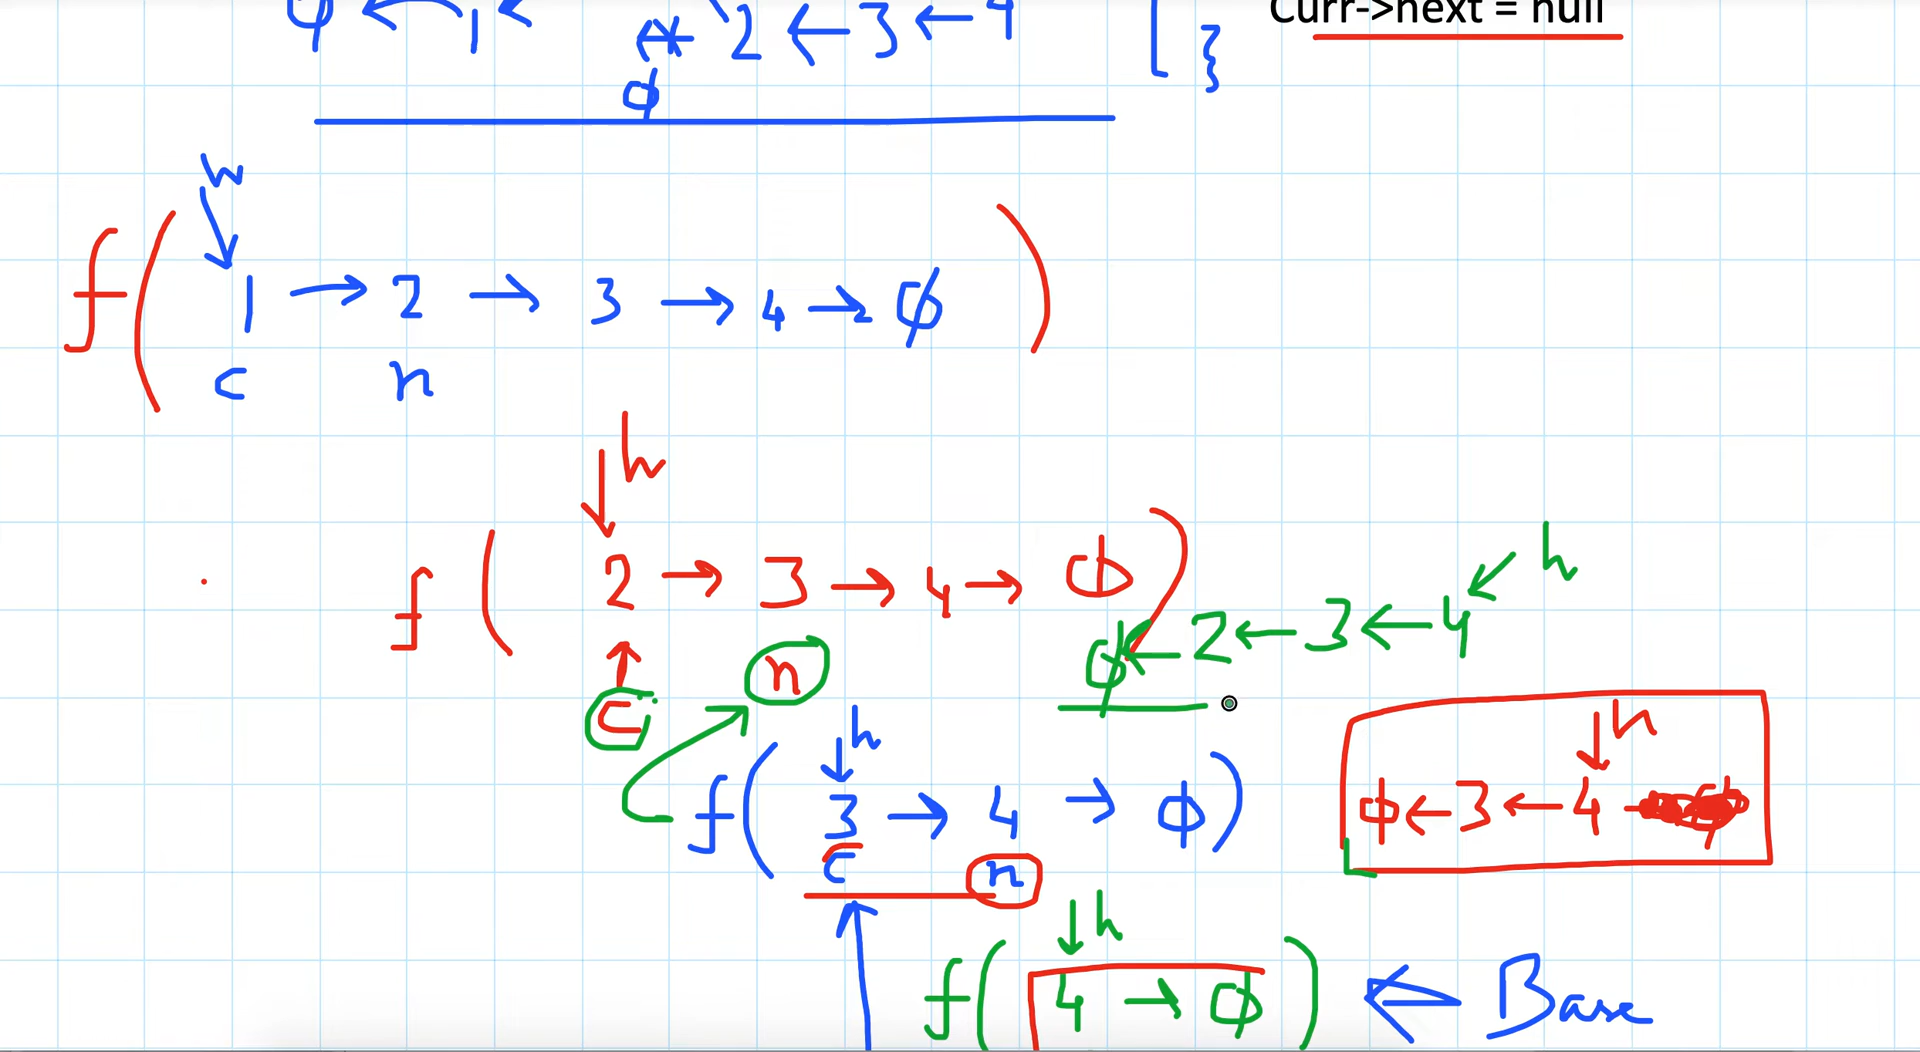 φ ← 1 ←
← 2 ← 3 ← 4
φ
}
Curr->next = null
h
f( 1 → 2 → 3 → 4 → φ )
c n
h
f( 2 → 3 → 4 → φ )
c n
h
φ ← 2 ← 3 ← 4
h
f( 3 → 4 → φ )
c n
h
φ ← 3 ← 4
h
f( 4 → φ ) ← Base